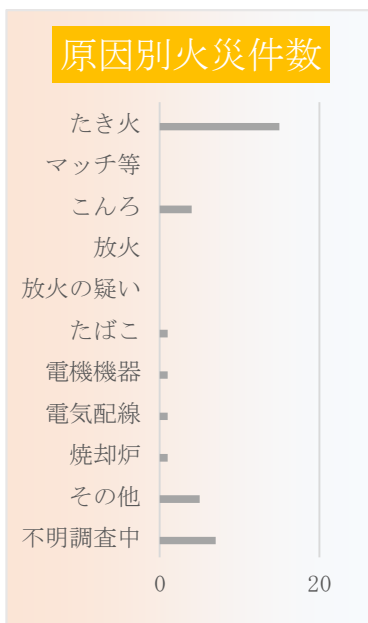 原因別火災件数
たき火
マッチ等
こんろ
放火
放火の疑い
たばこ
電機機器
電気配線
焼却炉
その他
不明調査中
0 20